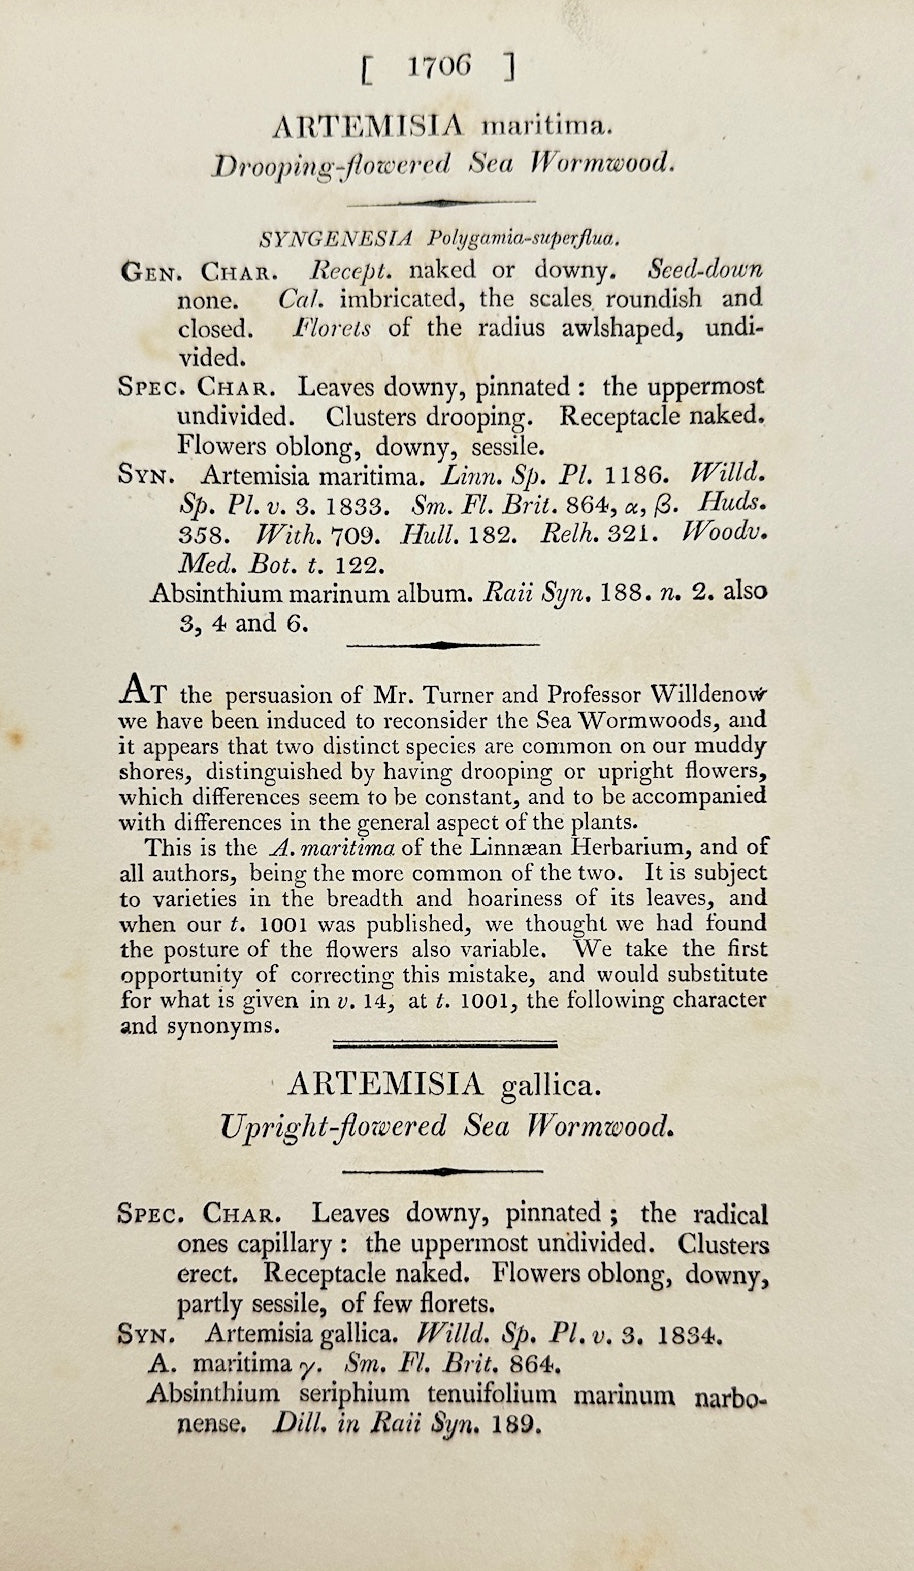 [ 1706 ]
ARTEMISIA maritima.
Drooping-flowered Sea Wormwood.
SYNGENESIA Polygamia-superflua.
GEN. CHAR. Recept. naked or downy. Seed-down
none. Cal. imbricated, the scales roundish and
closed. Florets of the radius awlshaped, undi-
vided.
SPEC. CHAR. Leaves downy, pinnated : the uppermost
undivided. Clusters drooping. Receptacle naked.
Flowers oblong, downy, sessile.
SYN. Artemisia maritima. Linn. Sp. Pl. 1186. Willd.
Sp. Pl. v. 3. 1833. Sm. Fl. Brit. 864, α, β. Huds.
358. With. 709. Hull. 182. Relh. 321. Woodv.
Med. Bot. t. 122.
Absinthium marinum album. Raii Syn. 188. n. 2. also
3, 4 and 6.
AT the persuasion of Mr. Turner and Professor Willdenow
we have been induced to reconsider the Sea Wormwoods, and
it appears that two distinct species are common on our muddy
shores, distinguished by having drooping or upright flowers,
which differences seem to be constant, and to be accompanied
with differences in the general aspect of the plants.
This is the A. maritima of the Linnæan Herbarium, and of
all authors, being the more common of the two. It is subject
to varieties in the breadth and hoariness of its leaves, and
when our t. 1001 was published, we thought we had found
the posture of the flowers also variable. We take the first
opportunity of correcting this mistake, and would substitute
for what is given in v. 14, at t. 1001, the following character
and synonyms.
ARTEMISIA gallica.
Upright-flowered Sea Wormwood.
SPEC. CHAR. Leaves downy, pinnated ; the radical
ones capillary : the uppermost undivided. Clusters
erect. Receptacle naked. Flowers oblong, downy,
partly sessile, of few florets.
SYN. Artemisia gallica. Willd. Sp. Pl. v. 3. 1834.
A. maritima γ. Sm. Fl. Brit. 864.
Absinthium seriphium tenuifolium marinum narbo-
nense. Dill. in Raii Syn. 189.